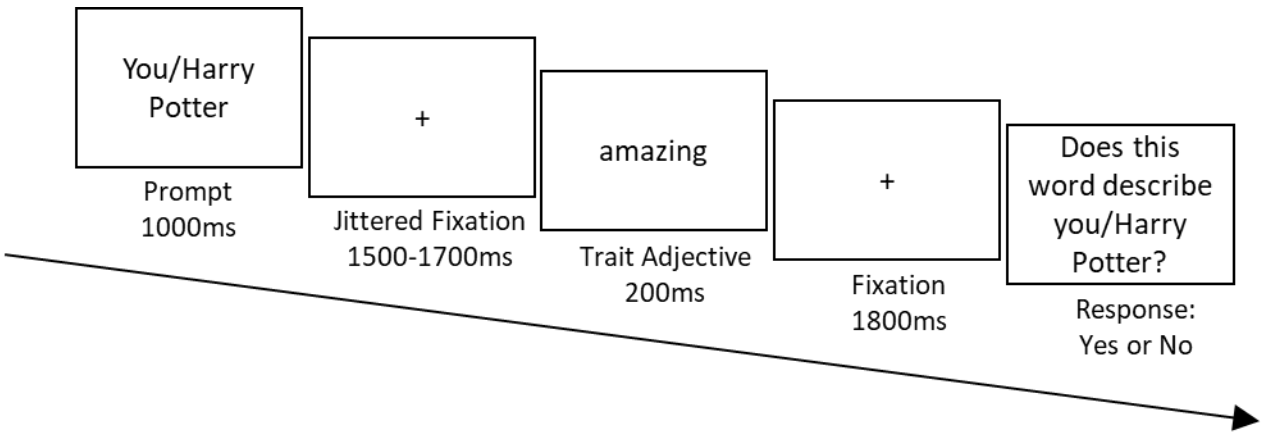 You/Harry
Potter
Prompt
1000ms
+
Jittered Fixation
1500-1700ms
amazing
Trait Adjective
200ms
+
Fixation
1800ms
Does this
word describe
you/Harry
Potter?
Response:
Yes or No